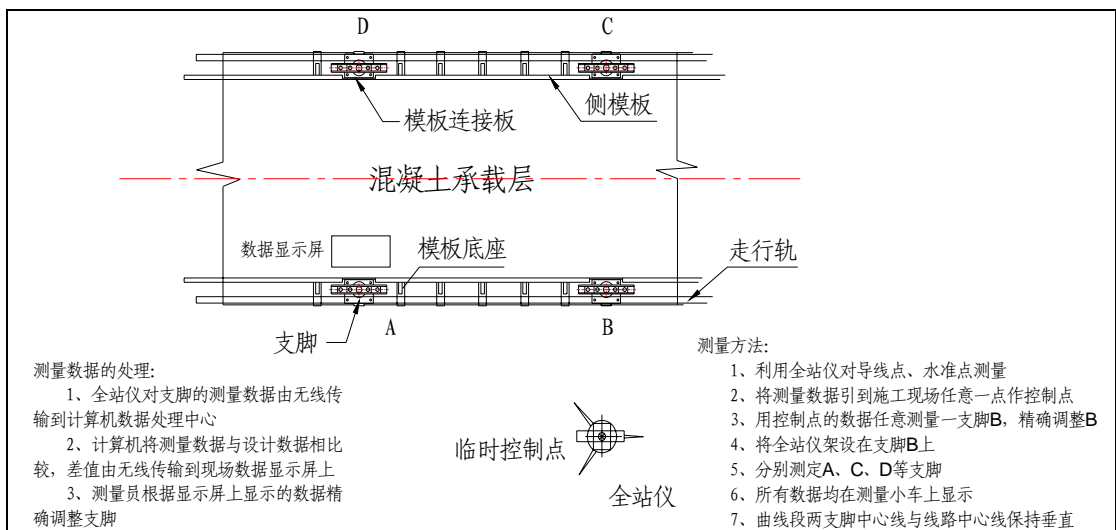 D
C
侧模板
模板连接板
混凝土承载层
数据显示屏
模板底座
走行轨
A
B
支脚
测量数据的处理:
1、全站仪对支脚的测量数据由无线传
输到计算机数据处理中心
2、计算机将测量数据与设计数据相比
较，差值由无线传输到现场数据显示屏上
3、测量员根据显示屏上显示的数据精
确调整支脚
临时控制点
全站仪
测量方法:
1、利用全站仪对导线点、水准点测量
2、将测量数据引到施工现场任意一点作控制点
3、用控制点的数据任意测量一支脚B，精确调整B
4、将全站仪架设在支脚B上
5、分别测定A、C、D等支脚
6、所有数据均在测量小车上显示
7、曲线段两支脚中心线与线路中心线保持垂直